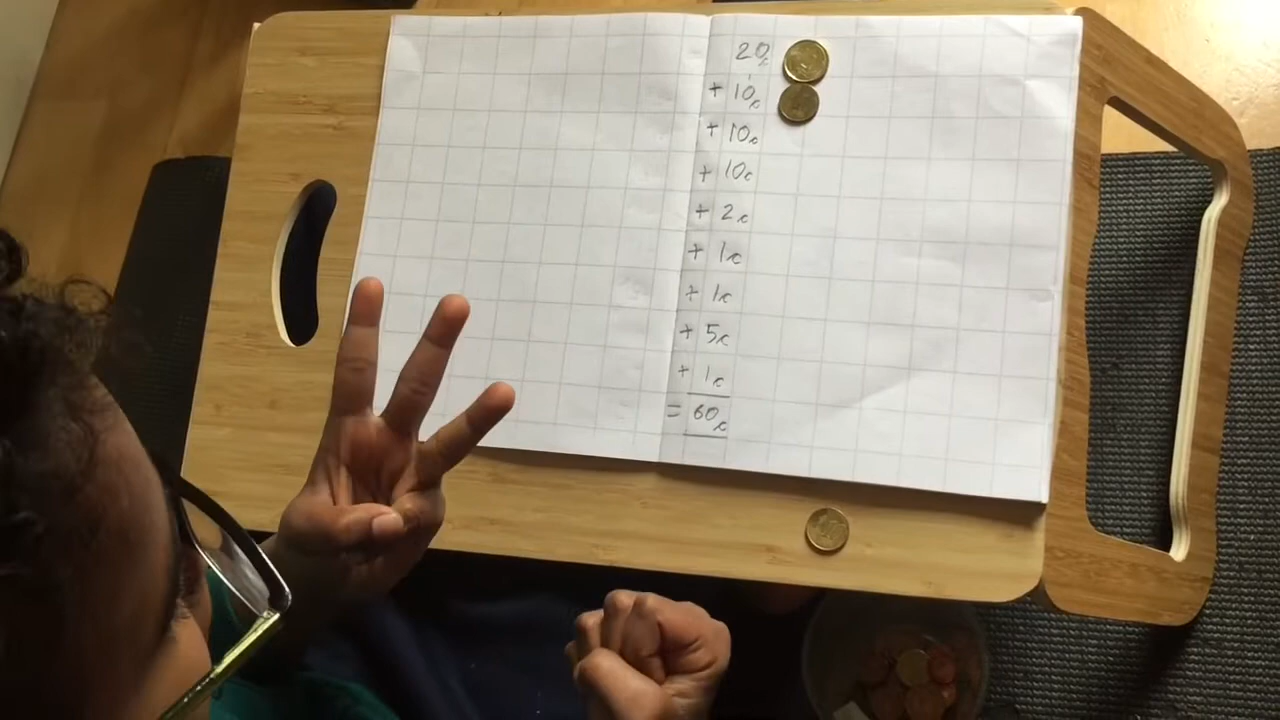 20c
+ 10c
+ 10c
+ 10c
+ 2c
+ 1c
+ 1c
+ 5c
+ 1c
= 60c